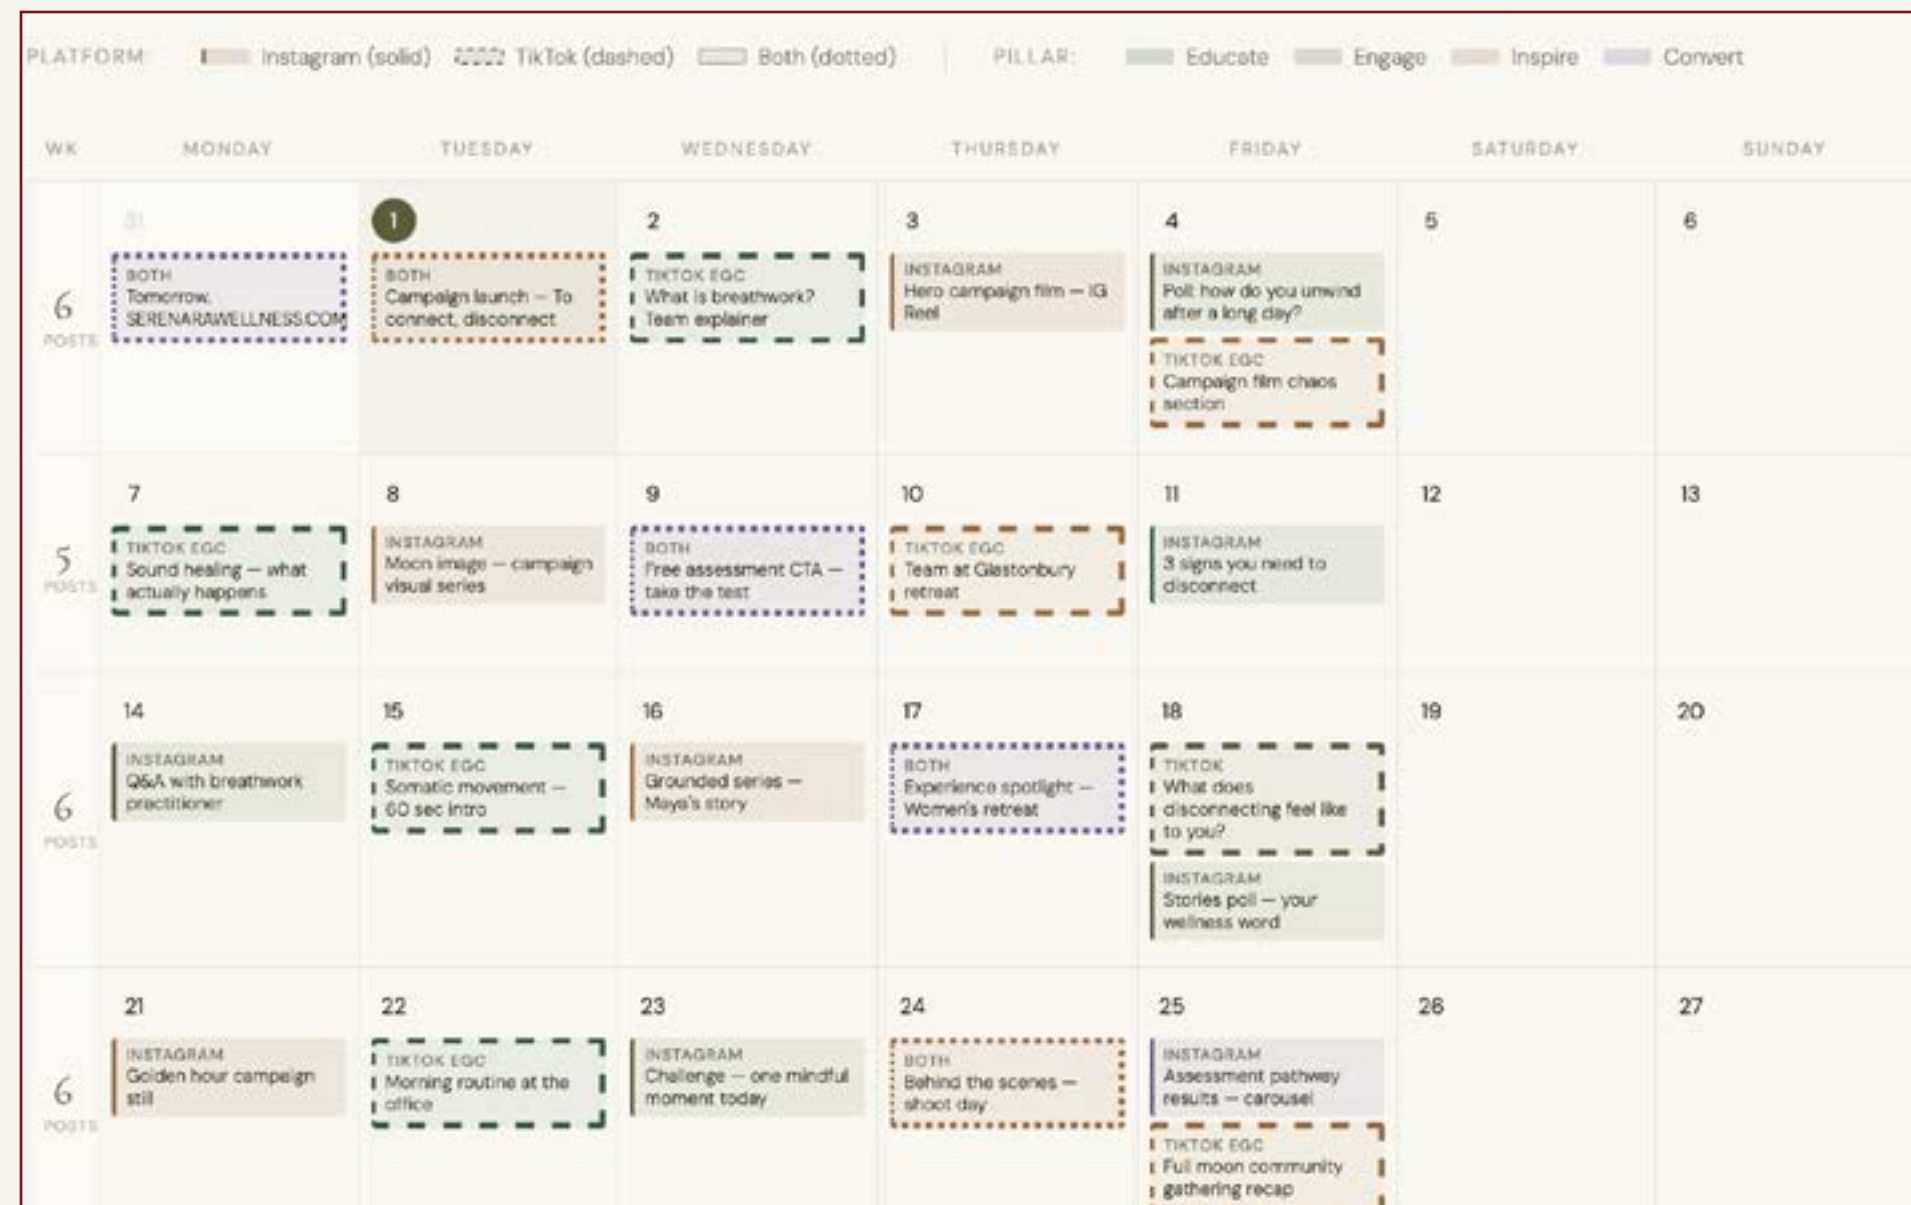 PLATFORM: Instagram (solid) TikTok (dashed) Both (dotted) PILLAR: Educate Engage Inspire Convert
WK MONDAY TUESDAY WEDNESDAY THURSDAY FRIDAY SATURDAY SUNDAY
6
POSTS
31
BOTH
Tomorrow.
SERENARAWELLNESS.COM
1
BOTH
Campaign launch — To
connect, disconnect
2
TIKTOK EGC
What is breathwork?
Team explainer
3
INSTAGRAM
Hero campaign film — IG
Reel
4
INSTAGRAM
Poll: how do you unwind
after a long day?
TIKTOK EGC
Campaign film chaos
section
5
6
5
POSTS
7
TIKTOK EGC
Sound healing — what
actually happens
8
INSTAGRAM
Moon image — campaign
visual series
9
BOTH
Free assessment CTA —
take the test
10
TIKTOK EGC
Team at Glastonbury
retreat
11
INSTAGRAM
3 signs you need to
disconnect
12
13
6
POSTS
14
INSTAGRAM
Q&A with breathwork
practitioner
15
TIKTOK EGC
Somatic movement —
60 sec intro
16
INSTAGRAM
Grounded series —
Maya's story
17
BOTH
Experience spotlight —
Women's retreat
18
TIKTOK
What does
disconnecting feel like
to you?
INSTAGRAM
Stories poll — your
wellness word
19
20
6
POSTS
21
INSTAGRAM
Golden hour campaign
still
22
TIKTOK EGC
Morning routine at the
office
23
INSTAGRAM
Challenge — one mindful
moment today
24
BOTH
Behind the scenes —
shoot day
25
INSTAGRAM
Assessment pathway
results — carousel
TIKTOK EGC
Full moon community
gathering recap
26
27